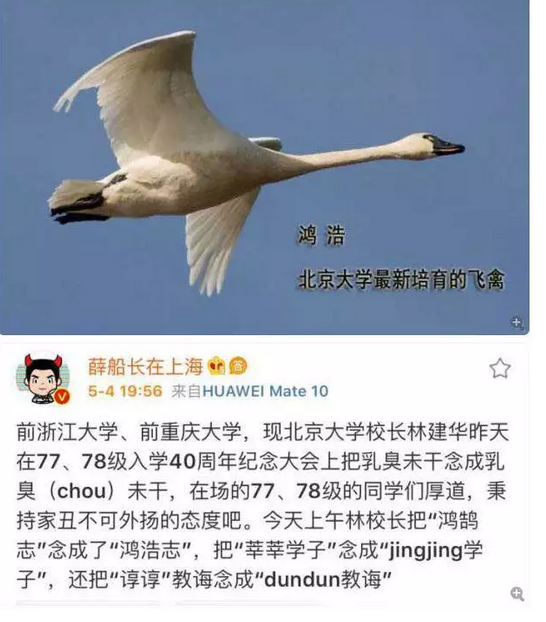 鸿 浩
北京大学最新培育的飞禽
薛船长在上海
5-4 19:56 来自HUAWEI Mate 10
前浙江大学、前重庆大学，现北京大学校长林建华昨天
在77、78级入学40周年纪念大会上把乳臭未干念成乳
臭（chou）未干，在场的77、78级的同学们厚道，秉
持家丑不可外扬的态度吧。今天上午林校长把“鸿鹄
志”念成了“鸿浩志”，把“莘莘学子”念成“jingjing学
子”，还把“谆谆”教诲念成“dundun教诲”